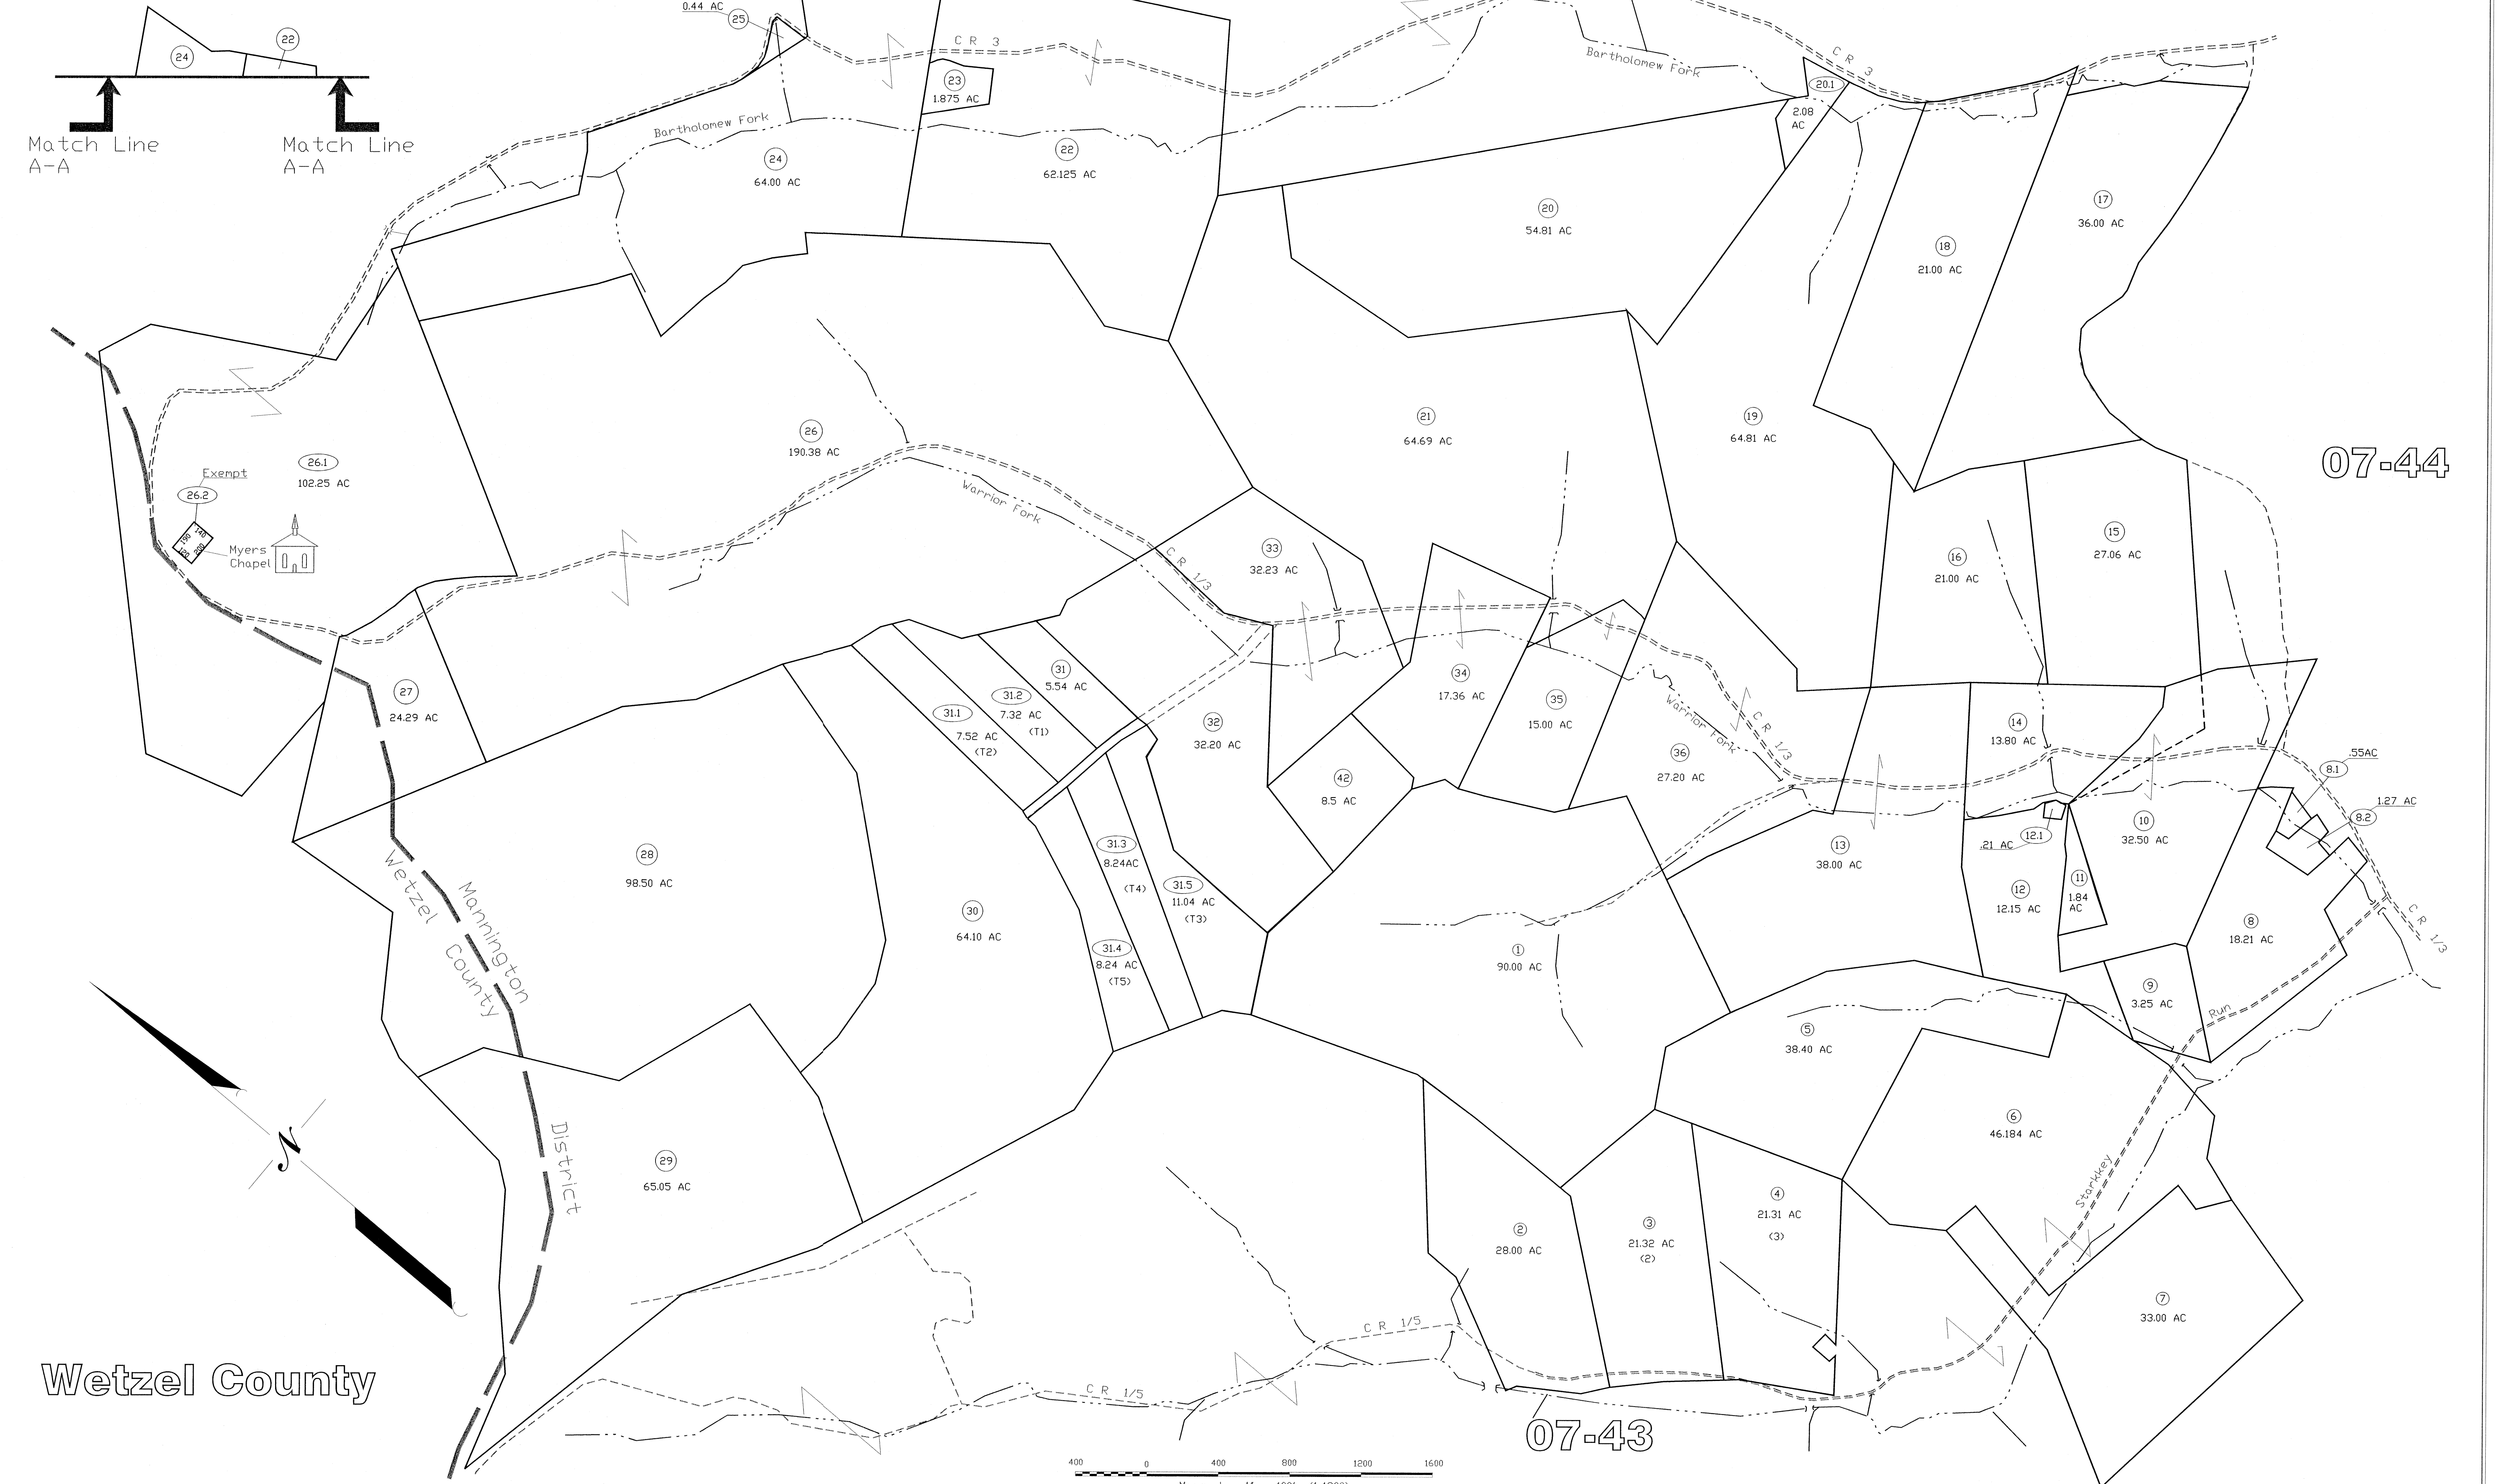 0.44 AC
25
C R 3
24
22
Match Line
A-A
Match Line
A-A
23
1.875 AC
Bartholomew Fork
24
64.00 AC
22
62.125 AC
Bartholomew Fork
C R 3
20.1
2.08
AC
20
54.81 AC
18
21.00 AC
17
36.00 AC
26.1
102.25 AC
Exempt
26.2
140
190
200
Myers
Chapel
26
190.38 AC
Warrior Fork
C R 1/3
21
64.69 AC
19
64.81 AC
07-44
33
32.23 AC
16
21.00 AC
15
27.06 AC
27
24.29 AC
31
5.54 AC
31.2
7.32 AC
(T1)
31.1
7.52 AC
(T2)
32
32.20 AC
34
17.36 AC
35
15.00 AC
Warrior Fork
C R 1/3
36
27.20 AC
14
13.80 AC
42
8.5 AC
.55AC
8.1
1.27 AC
8.2
28
98.50 AC
31.3
8.24AC
(T4)
31.5
11.04 AC
(T3)
30
64.10 AC
31.4
8.24 AC
(T5)
13
38.00 AC
12.1
.21 AC
10
32.50 AC
12
12.15 AC
11
1.84
AC
8
18.21 AC
C R 1/3
Wetzel County
Mannington District
1
90.00 AC
9
3.25 AC
5
38.40 AC
Starkey Run
6
46.184 AC
N
29
65.05 AC
2
28.00 AC
3
21.32 AC
(2)
4
21.31 AC
(3)
7
33.00 AC
C R 1/5
C R 1/5
Wetzel County
07-43
400 0 400 800 1200 1600